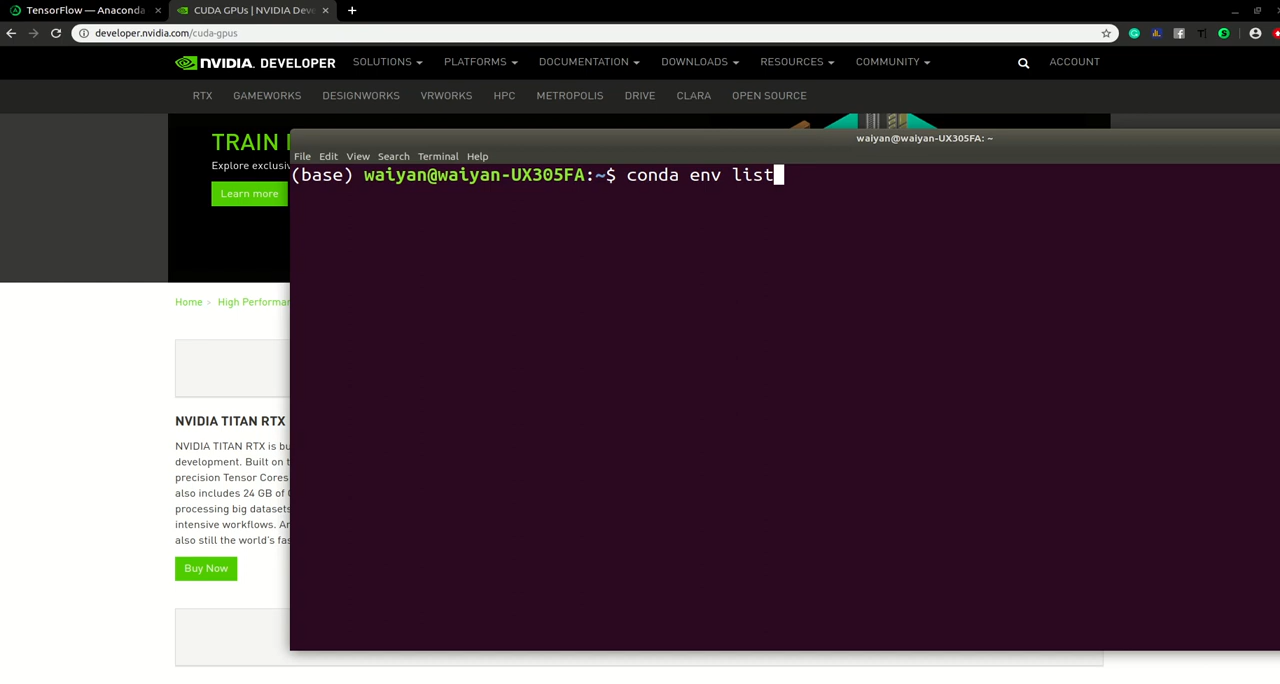 TensorFlow — Anaconda
CUDA GPUs | NVIDIA Dev
developer.nvidia.com/cuda-gpus
NVIDIA. DEVELOPER SOLUTIONS PLATFORMS DOCUMENTATION DOWNLOADS RESOURCES COMMUNITY ACCOUNT
RTX GAMEWORKS DESIGNWORKS VRWORKS HPC METROPOLIS DRIVE CLARA OPEN SOURCE
TRAIN
Explore exclusiv
Learn more
waiyan@waiyan-UX305FA: ~
File Edit View Search Terminal Help
(base) waiyan@waiyan-UX305FA:~$ conda env list
Home > High Performan
NVIDIA TITAN RTX
NVIDIA TITAN RTX is bu
development. Built on t
precision Tensor Cores
also includes 24 GB of
processing big datasets
intensive workflows. An
also still the world's fas
Buy Now